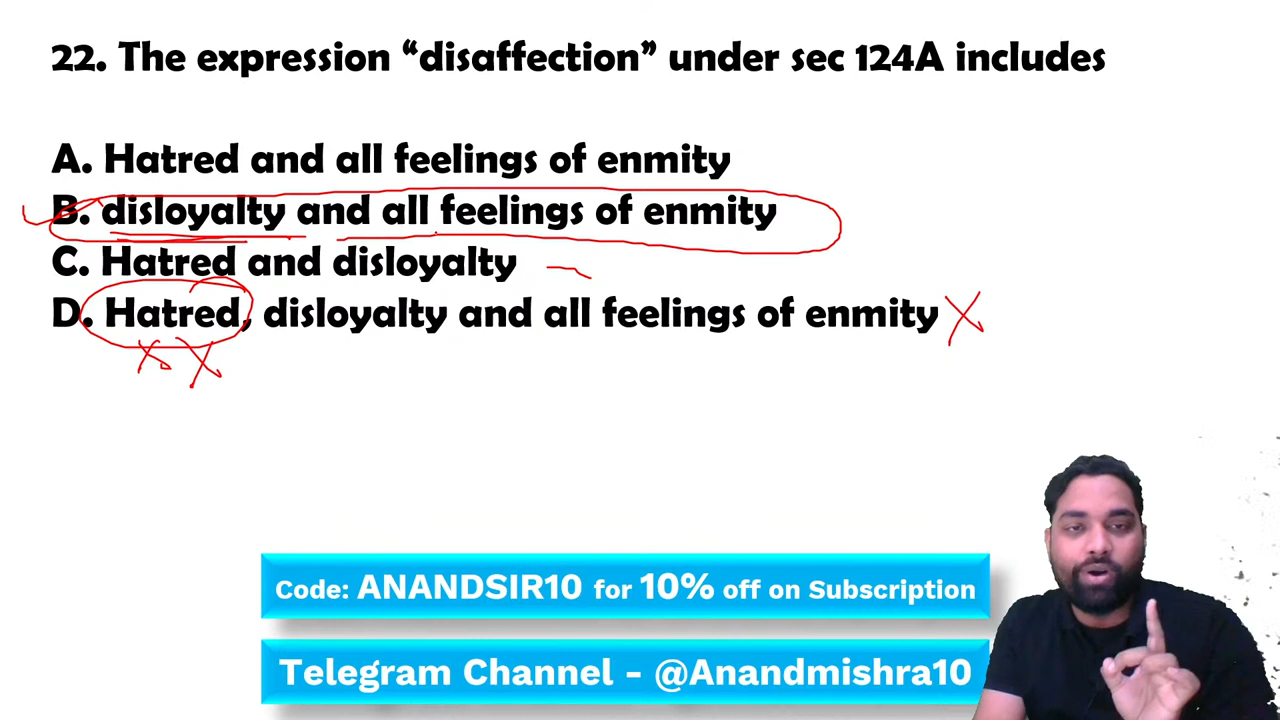 22. The expression “disaffection” under sec 124A includes
A. Hatred and all feelings of enmity
B. disloyalty and all feelings of enmity
C. Hatred and disloyalty
D. Hatred, disloyalty and all feelings of enmity
Code: ANANDSIR10 for 10% off on Subscription
Telegram Channel - @Anandmishra10